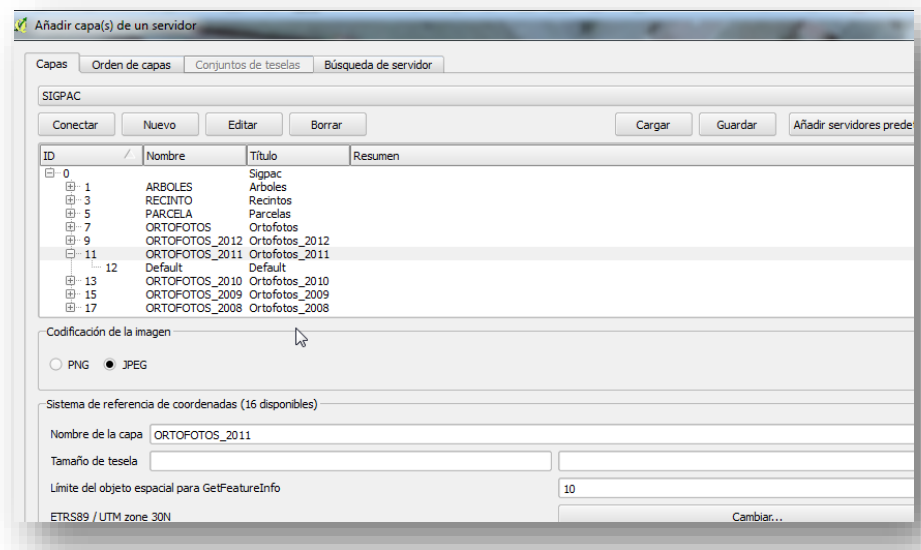 Añadir capa(s) de un servidor
Capas Orden de capas Conjuntos de teselas Búsqueda de servidor
SIGPAC
Conectar Nuevo Editar Borrar Cargar Guardar Añadir servidores prede
ID Nombre Título Resumen
0 Sigpac
1 ARBOLES Arboles
3 RECINTO Recintos
5 PARCELA Parcelas
7 ORTOFOTOS Ortofotos
9 ORTOFOTOS_2012 Ortofotos_2012
11 ORTOFOTOS_2011 Ortofotos_2011
12 Default Default
13 ORTOFOTOS_2010 Ortofotos_2010
15 ORTOFOTOS_2009 Ortofotos_2009
17 ORTOFOTOS_2008 Ortofotos_2008
Codificación de la imagen
PNG JPEG
Sistema de referencia de coordenadas (16 disponibles)
Nombre de la capa ORTOFOTOS_2011
Tamaño de tesela
Límite del objeto espacial para GetFeatureInfo 10
ETRS89 / UTM zone 30N Cambiar...